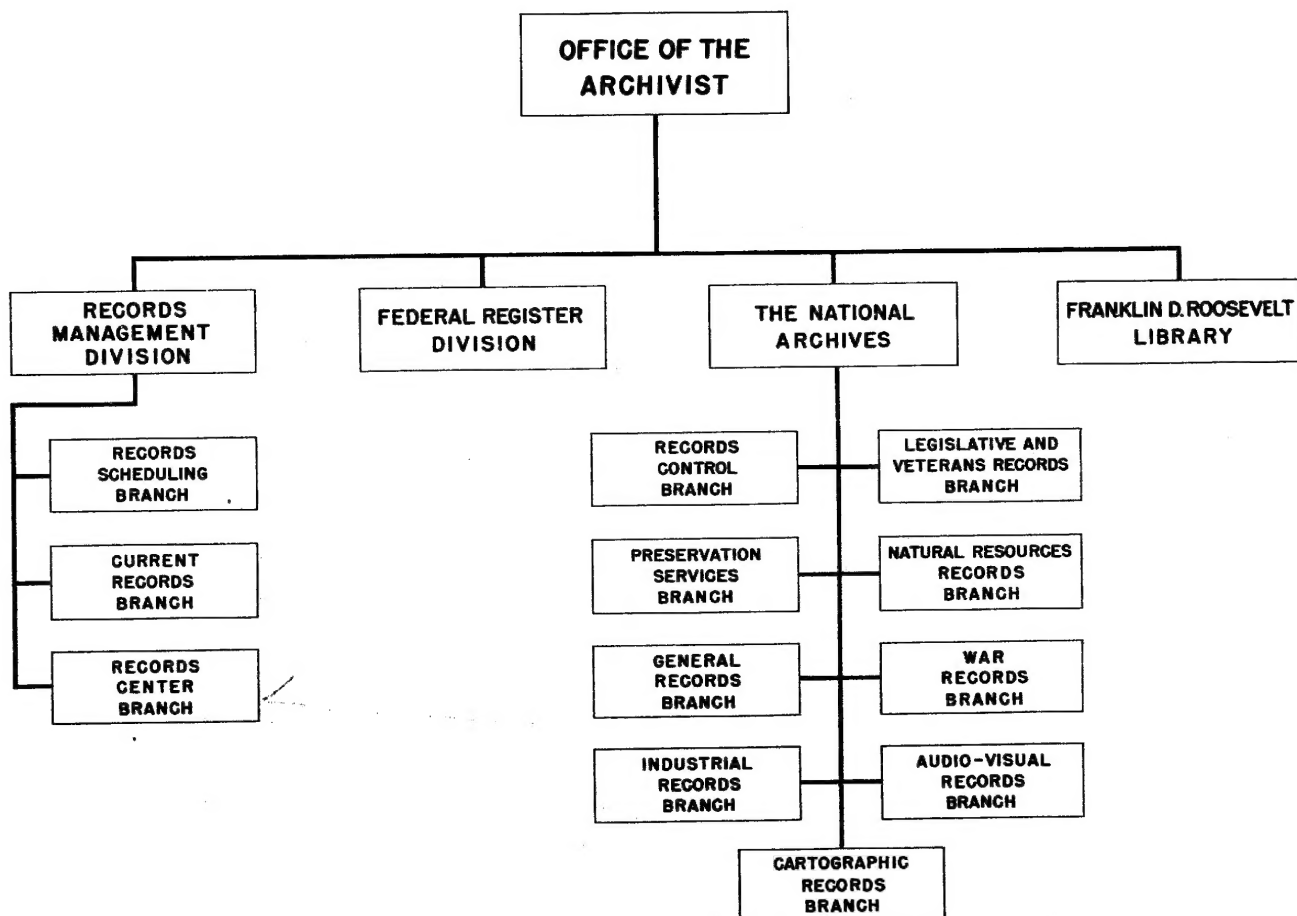 OFFICE OF THE
ARCHIVIST
RECORDS
MANAGEMENT
DIVISION
FEDERAL REGISTER
DIVISION
THE NATIONAL
ARCHIVES
FRANKLIN D. ROOSEVELT
LIBRARY
RECORDS
SCHEDULING
BRANCH
CURRENT
RECORDS
BRANCH
RECORDS
CENTER
BRANCH
RECORDS
CONTROL
BRANCH
LEGISLATIVE AND
VETERANS RECORDS
BRANCH
PRESERVATION
SERVICES
BRANCH
NATURAL RESOURCES
RECORDS
BRANCH
GENERAL
RECORDS
BRANCH
WAR
RECORDS
BRANCH
INDUSTRIAL
RECORDS
BRANCH
AUDIO-VISUAL
RECORDS
BRANCH
CARTOGRAPHIC
RECORDS
BRANCH